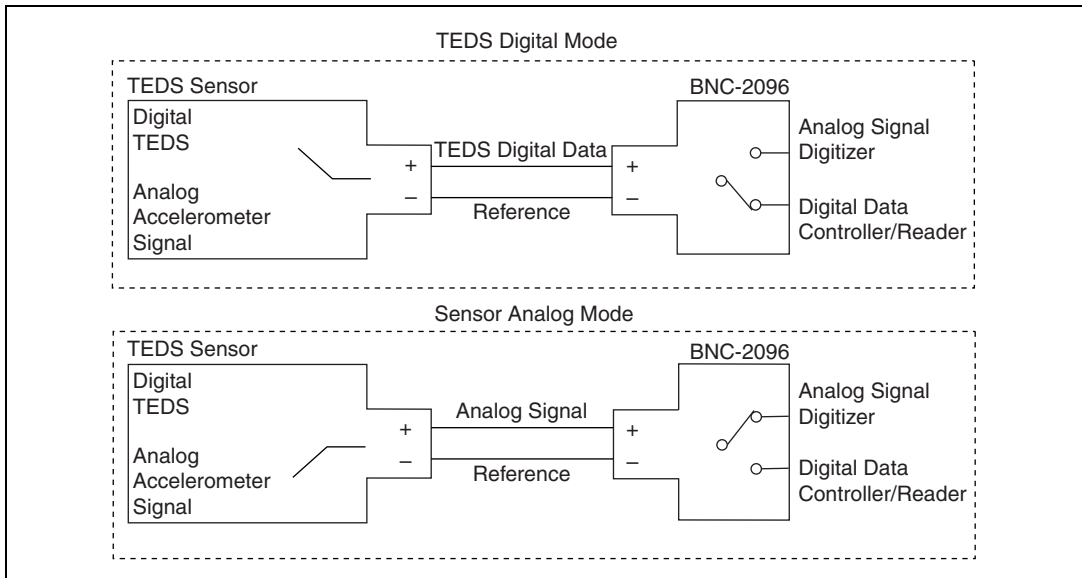 TEDS Digital Mode
TEDS Sensor
Digital
TEDS
Analog
Accelerometer
Signal
+
–
TEDS Digital Data
Reference
BNC-2096
+
–
Analog Signal
Digitizer
Digital Data
Controller/Reader
Sensor Analog Mode
TEDS Sensor
Digital
TEDS
Analog
Accelerometer
Signal
+
–
Analog Signal
Reference
BNC-2096
+
–
Analog Signal
Digitizer
Digital Data
Controller/Reader